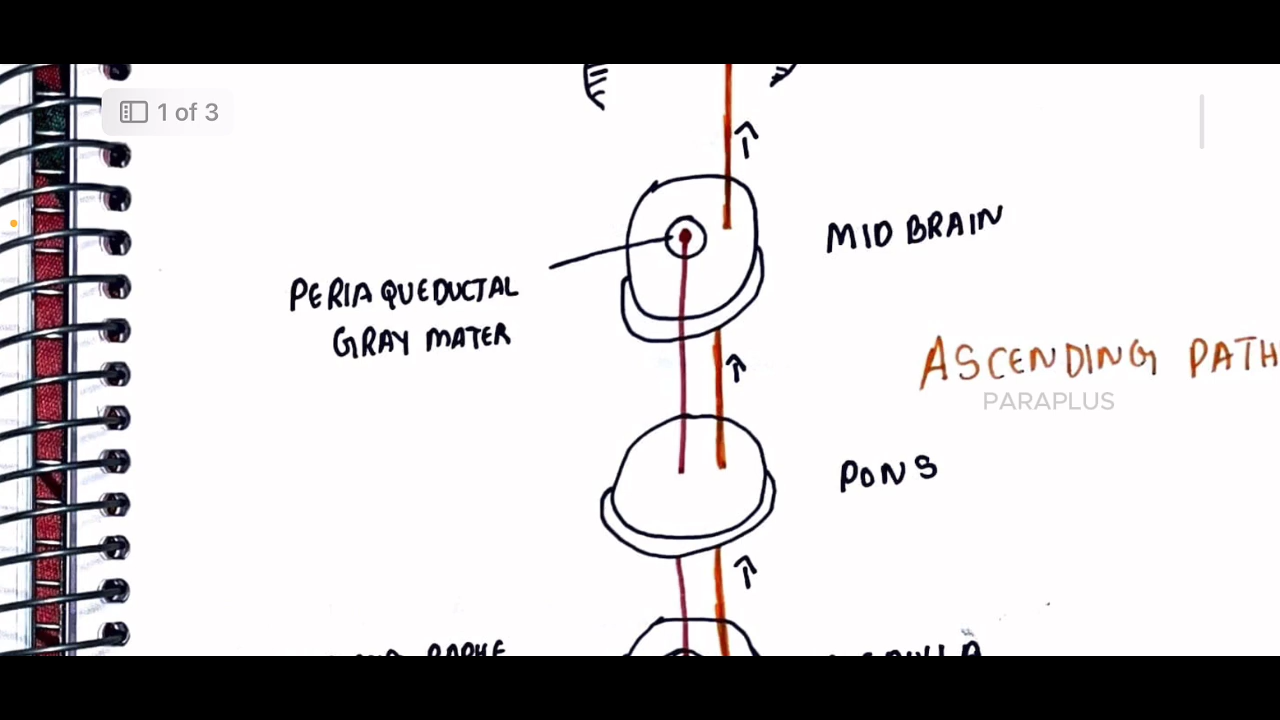 1 of 3
MID BRAIN
PERIAQUEDUCTAL
GRAY MATER
ASCENDING PATH
PARAPLUS
PONS